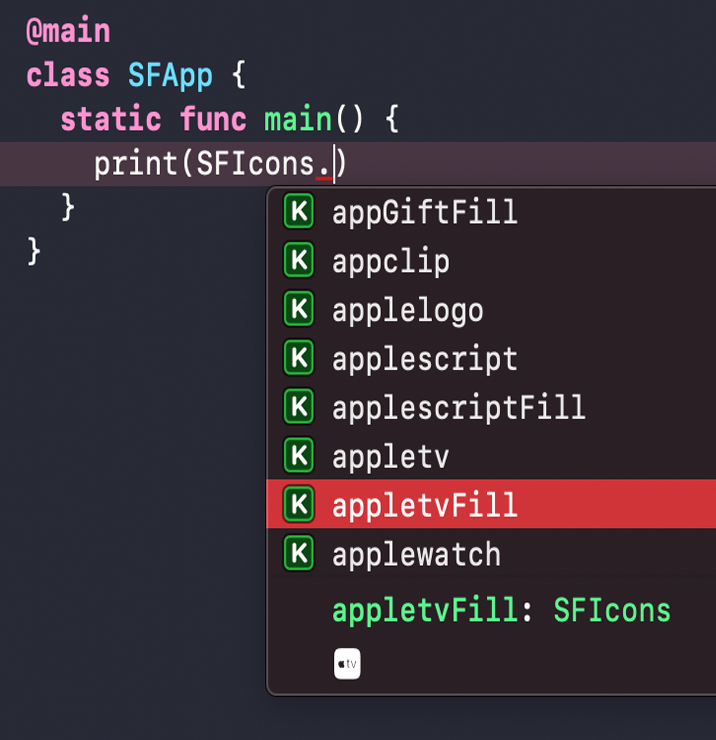 @main
class SFApp {
static func main() {
print(SFIcons.)
}
}
K appGiftFill
K appclip
K applelogo
K applescript
K applescriptFill
K appletv
K appletvFill
K applewatch
appletvFill: SFIcons
tv